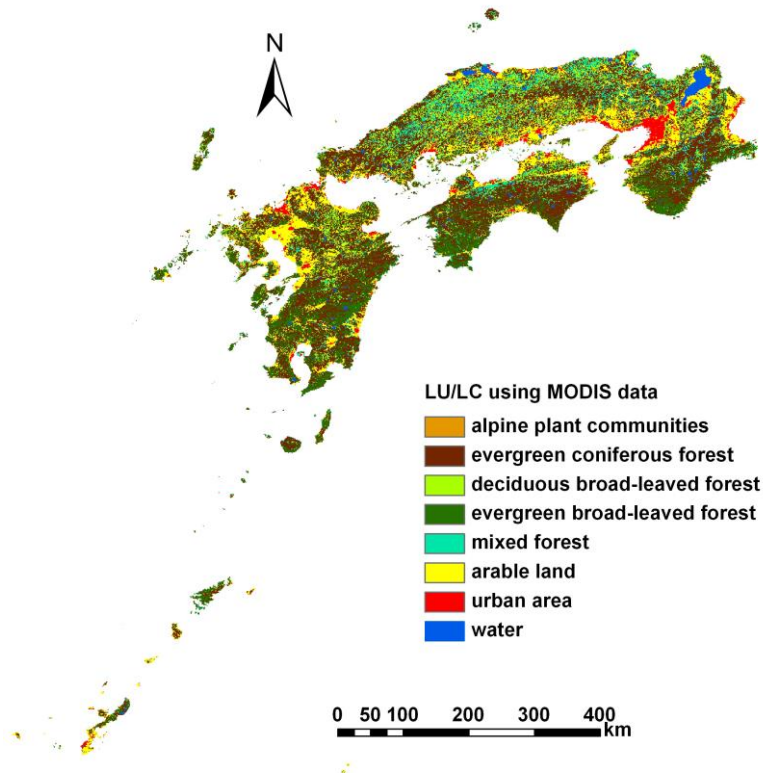 N
LU/LC using MODIS data
alpine plant communities
evergreen coniferous forest
deciduous broad-leaved forest
evergreen broad-leaved forest
mixed forest
arable land
urban area
water
0 50 100 200 300 400
km